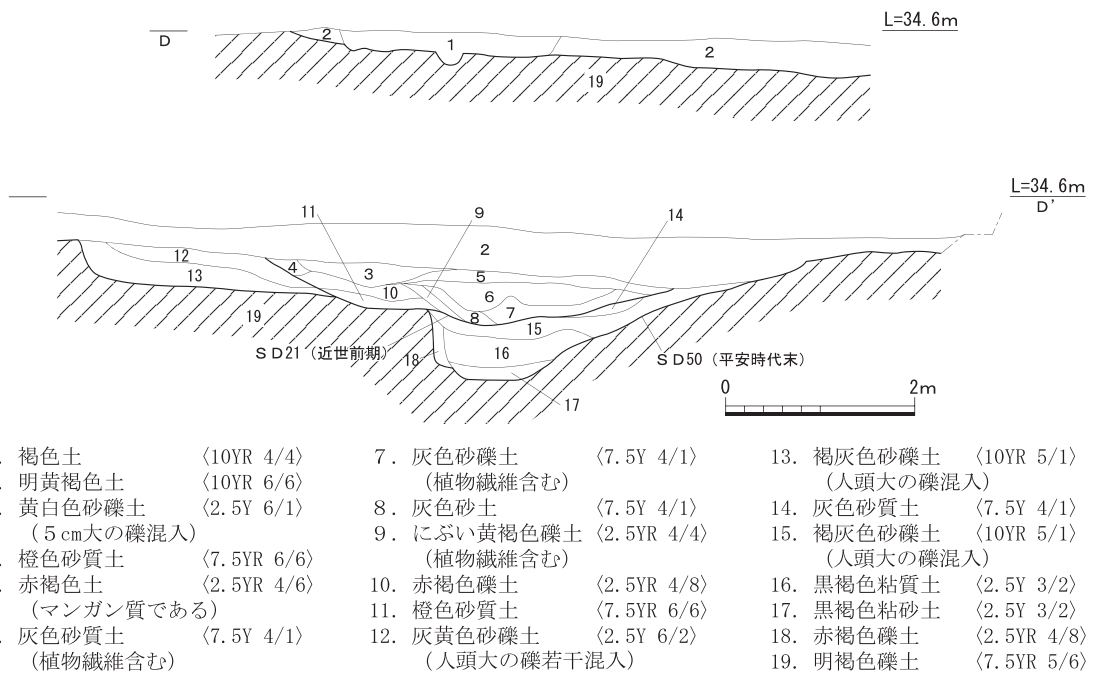 L=34.6m
D
2
1
2
19
L=34.6m
D'
11
9
14
2
12
4
3
5
13
10
6
7
8
15
19
SD21（近世前期）
18
16
SD50（平安時代末）
17
0
2m
. 褐色土 〈10YR 4/4〉
. 明黄褐色土 〈10YR 6/6〉
. 黄白色砂礫土 〈2.5Y 6/1〉
（5cm大の礫混入）
. 橙色砂質土 〈7.5YR 6/6〉
. 赤褐色土 〈2.5YR 4/6〉
（マンガン質である）
. 灰色砂質土 〈7.5Y 4/1〉
（植物繊維含む）
7. 灰色砂礫土 〈7.5Y 4/1〉
（植物繊維含む）
8. 灰色砂土 〈7.5Y 4/1〉
9. にぶい黄褐色礫土 〈2.5YR 4/4〉
（植物繊維含む）
10. 赤褐色礫土 〈2.5YR 4/8〉
11. 橙色砂質土 〈7.5YR 6/6〉
12. 灰黄色砂礫土 〈2.5Y 6/2〉
（人頭大の礫若干混入）
13. 褐灰色砂礫土 〈10YR 5/1〉
（人頭大の礫混入）
14. 灰色砂質土 〈7.5Y 4/1〉
15. 褐灰色砂礫土 〈10YR 5/1〉
（人頭大の礫混入）
16. 黒褐色粘質土 〈2.5Y 3/2〉
17. 黒褐色粘砂土 〈2.5Y 3/2〉
18. 赤褐色礫土 〈2.5YR 4/8〉
19. 明褐色礫土 〈7.5YR 5/6〉